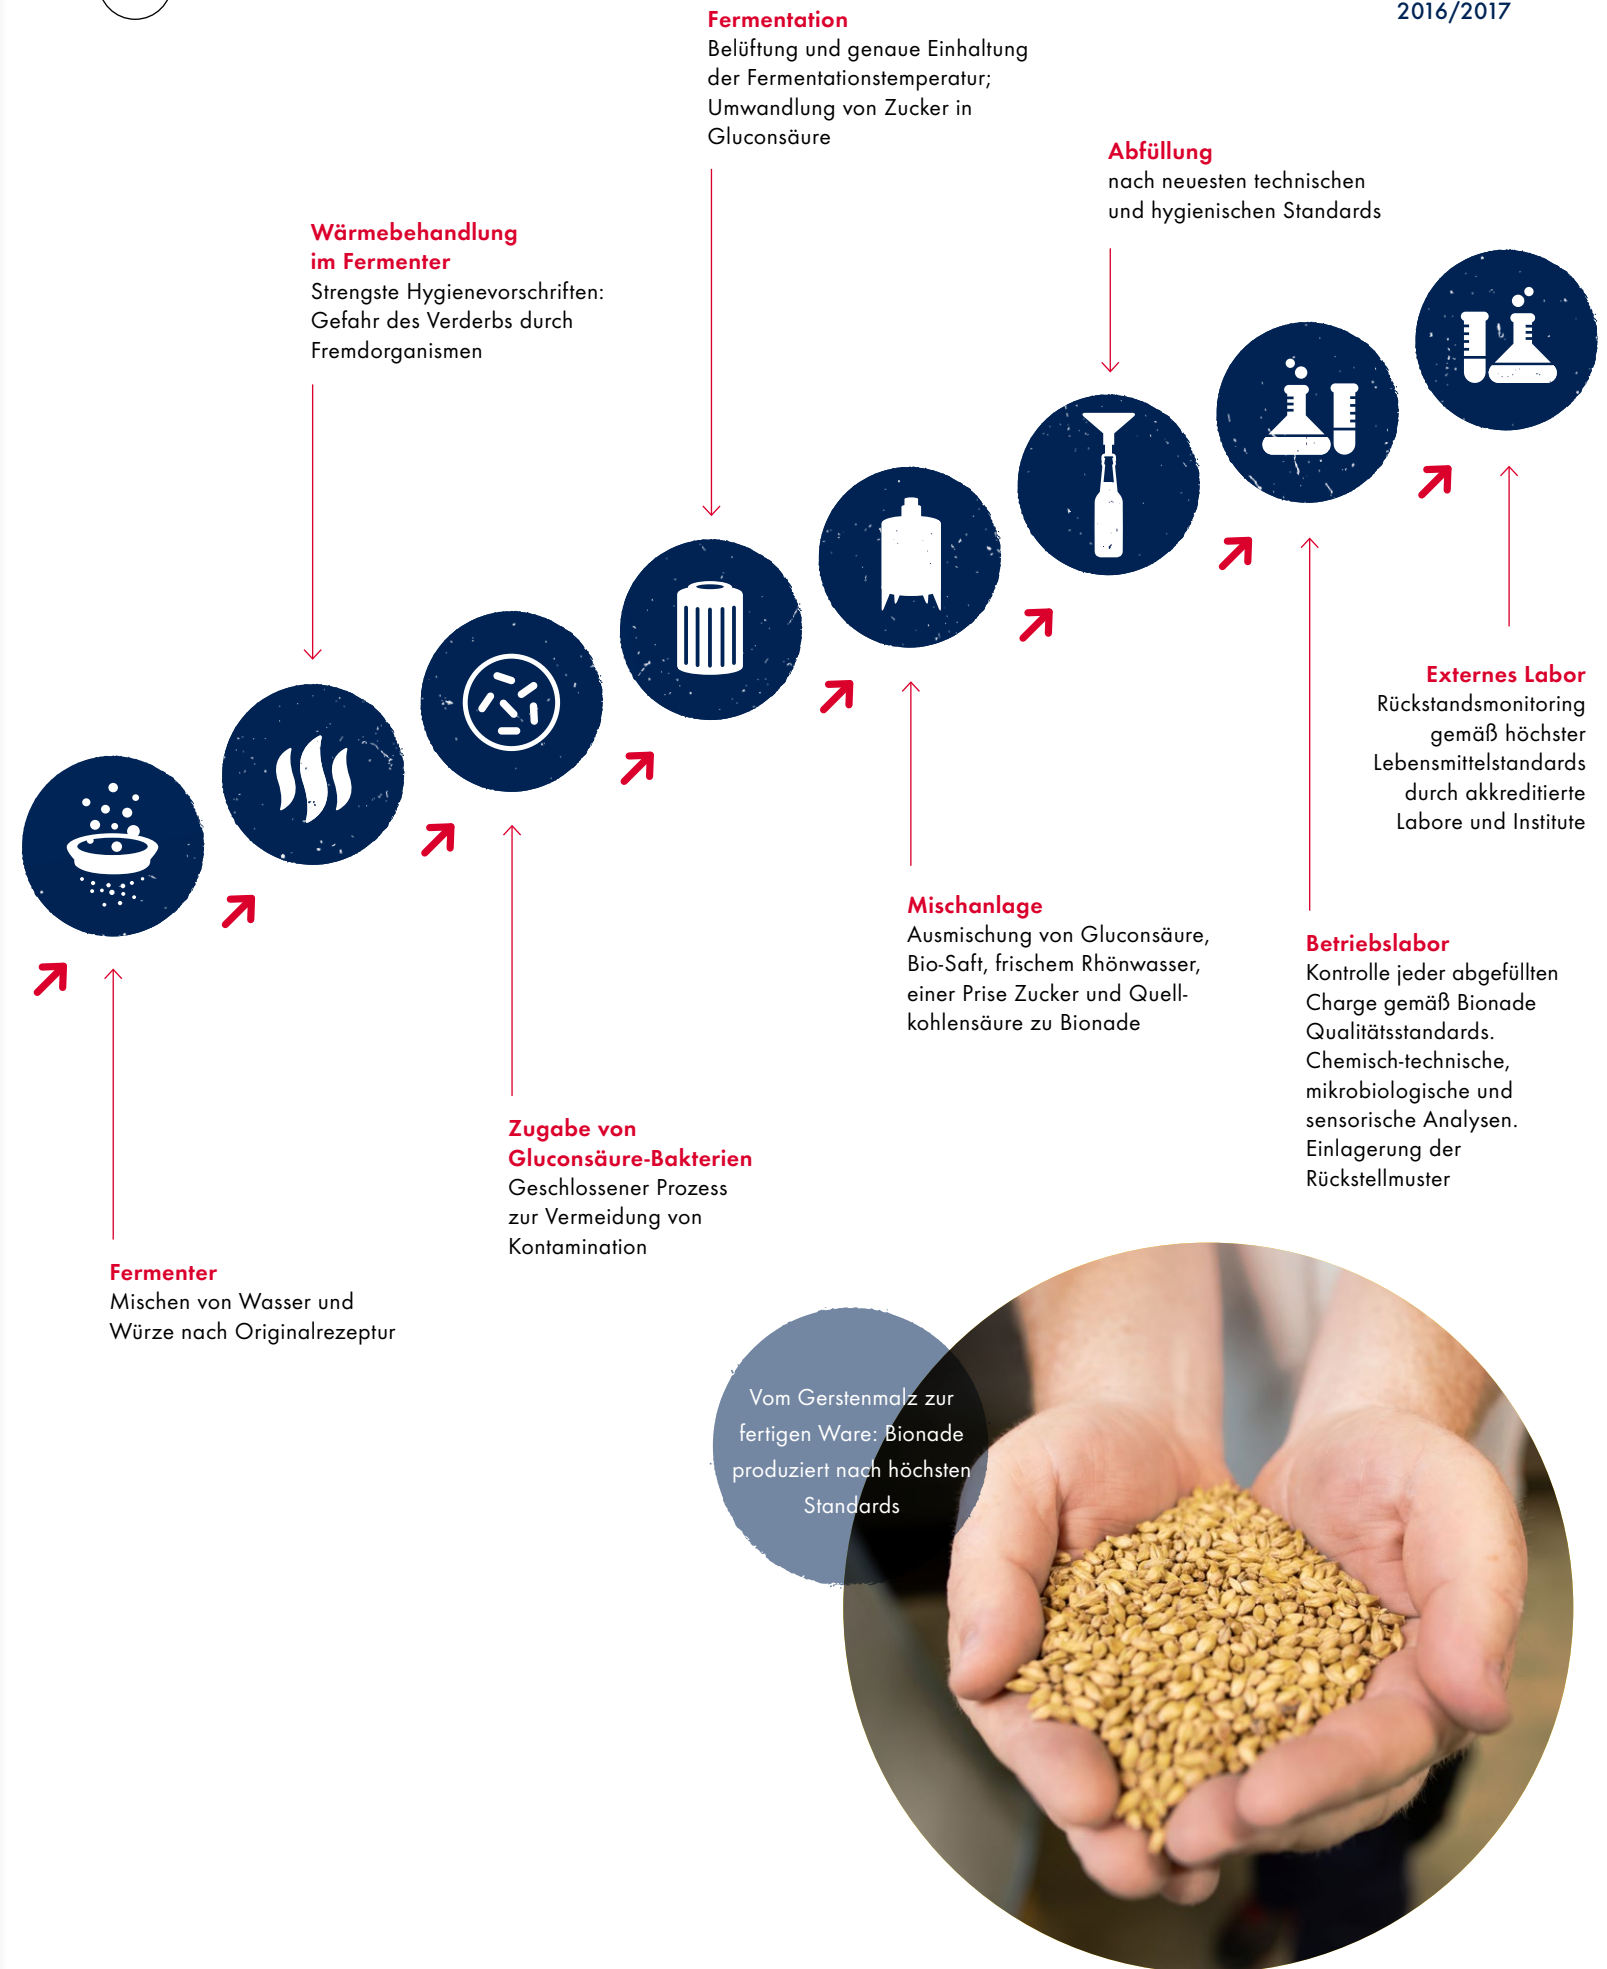 2016/2017
Fermentation
Belüftung und genaue Einhaltung
der Fermentationstemperatur;
Umwandlung von Zucker in
Gluconsäure
Abfüllung
nach neuesten technischen
und hygienischen Standards
Wärmebehandlung
im Fermenter
Strengste Hygienevorschriften:
Gefahr des Verderbs durch
Fremdorganismen
Externes Labor
Rückstandsmonitoring
gemäß höchster
Lebensmittelstandards
durch akkreditierte
Labore und Institute
Mischanlage
Ausmischung von Gluconsäure,
Bio-Saft, frischem Rhönwasser,
einer Prise Zucker und Quell-
kohlensäure zu Bionade
Betriebslabor
Kontrolle jeder abgefüllten
Charge gemäß Bionade
Qualitätsstandards.
Chemisch-technische,
mikrobiologische und
sensorische Analysen.
Einlagerung der
Rückstellmuster
Zugabe von
Gluconsäure-Bakterien
Geschlossener Prozess
zur Vermeidung von
Kontamination
Fermenter
Mischen von Wasser und
Würze nach Originalrezeptur
Vom Gerstenmalz zur
fertigen Ware: Bionade
produziert nach höchsten
Standards